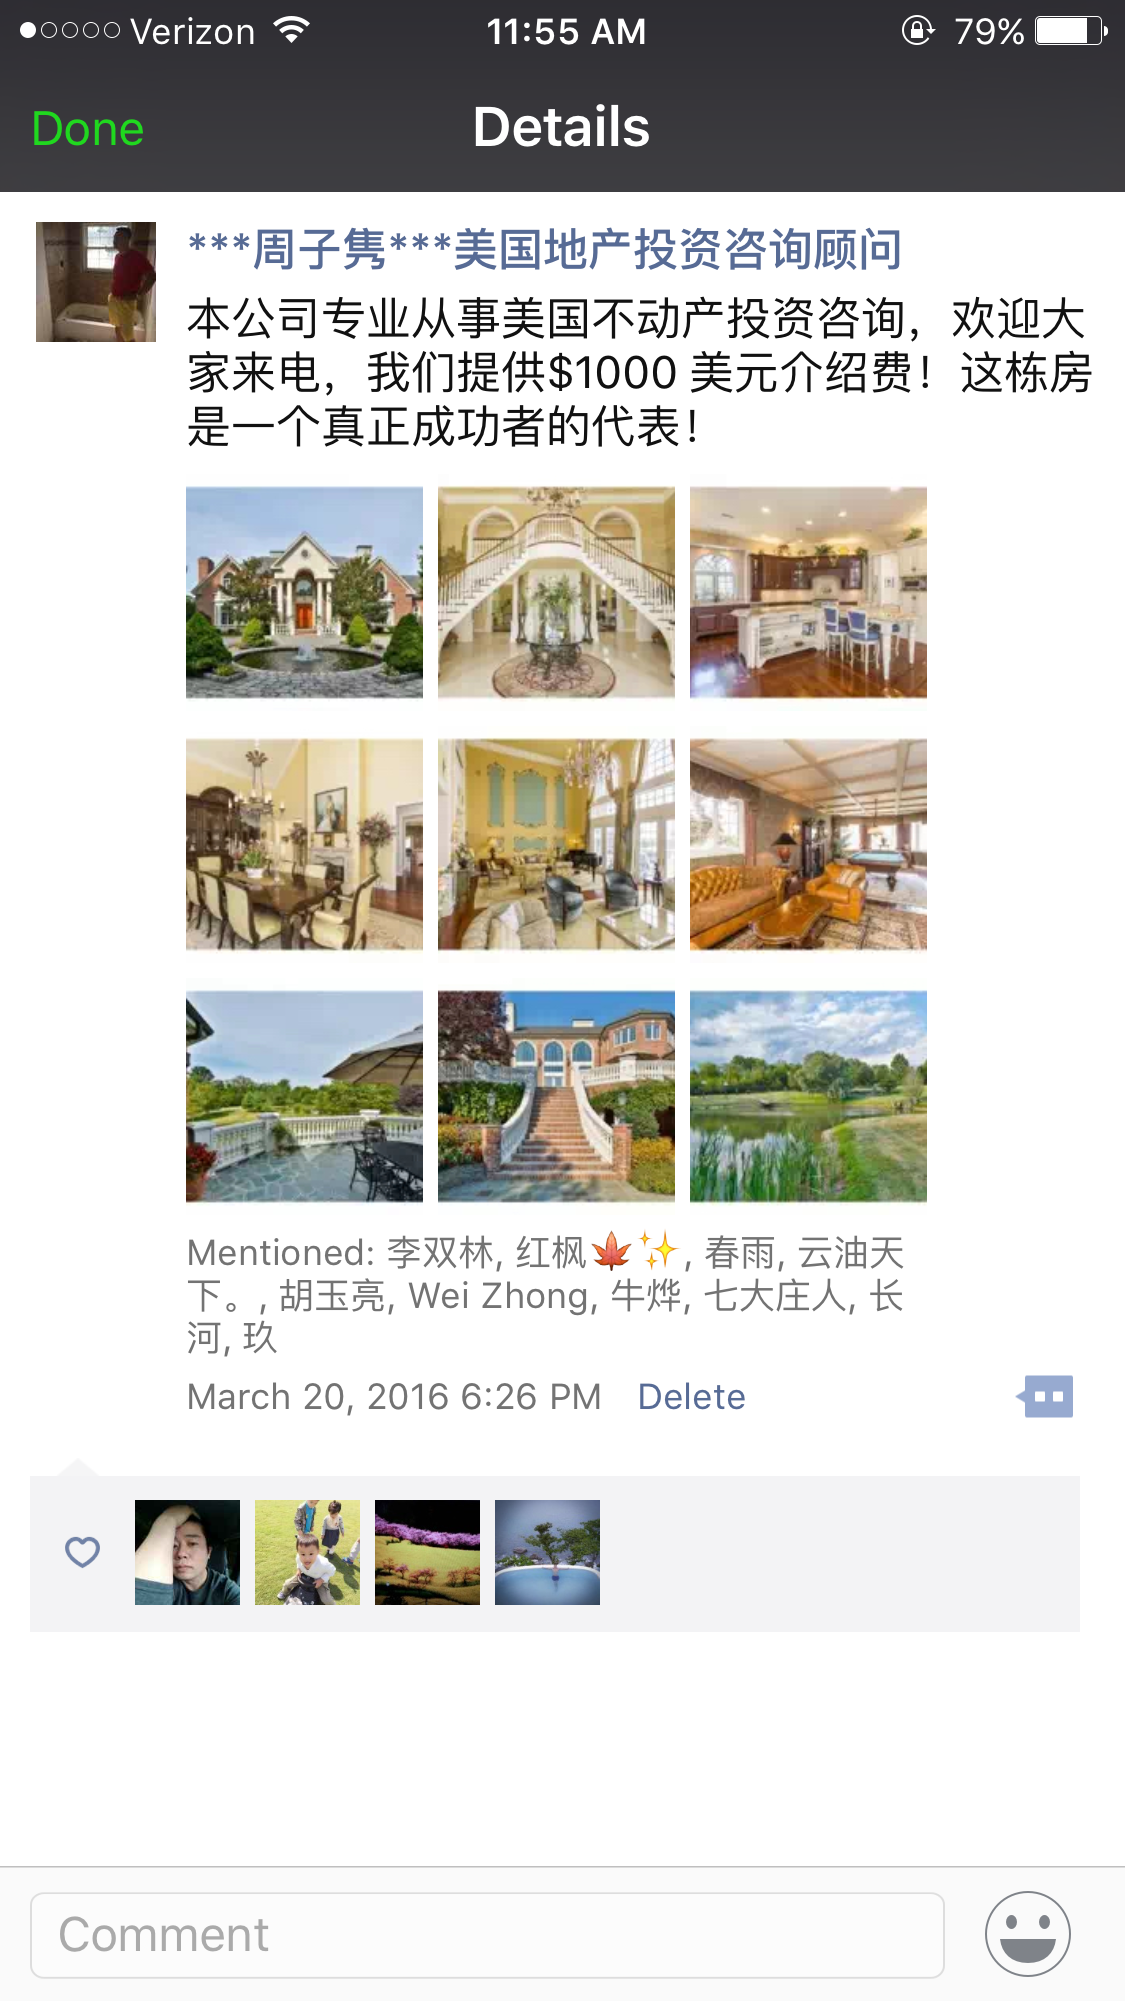 Verizon 11:55 AM 79%
Done Details
***周子隽***美国地产投资咨询顾问
本公司专业从事美国不动产投资咨询，欢迎大
家来电，我们提供$1000 美元介绍费！这栋房
是一个真正成功者的代表！
Mentioned: 李双林, 红枫🍁✨, 春雨, 云油天
下。, 胡玉亮, Wei Zhong, 牛烨, 七大庄人, 长
河, 玖
March 20, 2016 6:26 PM Delete
Comment